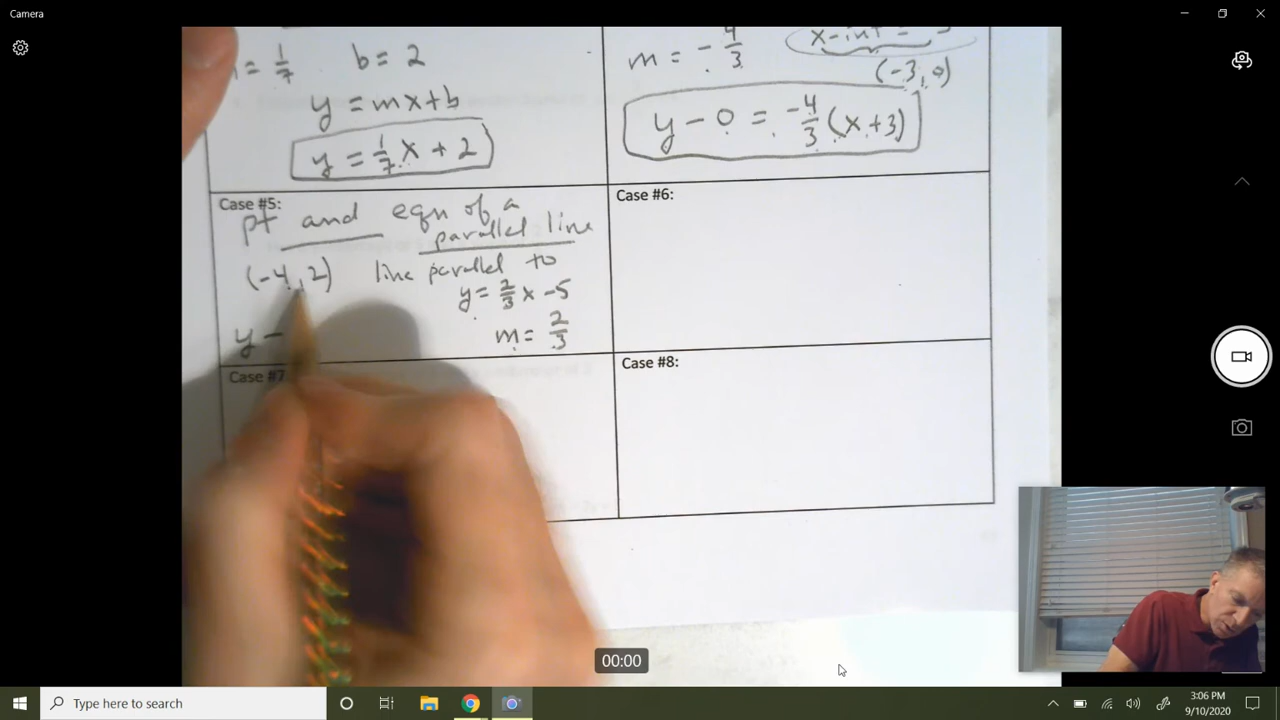 Camera
= 1/7 b = 2
y = mx+b
y = 1/7 x + 2
m = - 4/3
x-int =
(-3, 0)
y - 0 = -4/3 (x+3)
Case #5:
pt and eqn of a
parallel line
(-4, 2) line parallel to
y = 2/3 x -5
y - m = 2/3
Case #6:
Case #7
Case #8:
00:00
Type here to search
3:06 PM
9/10/2020